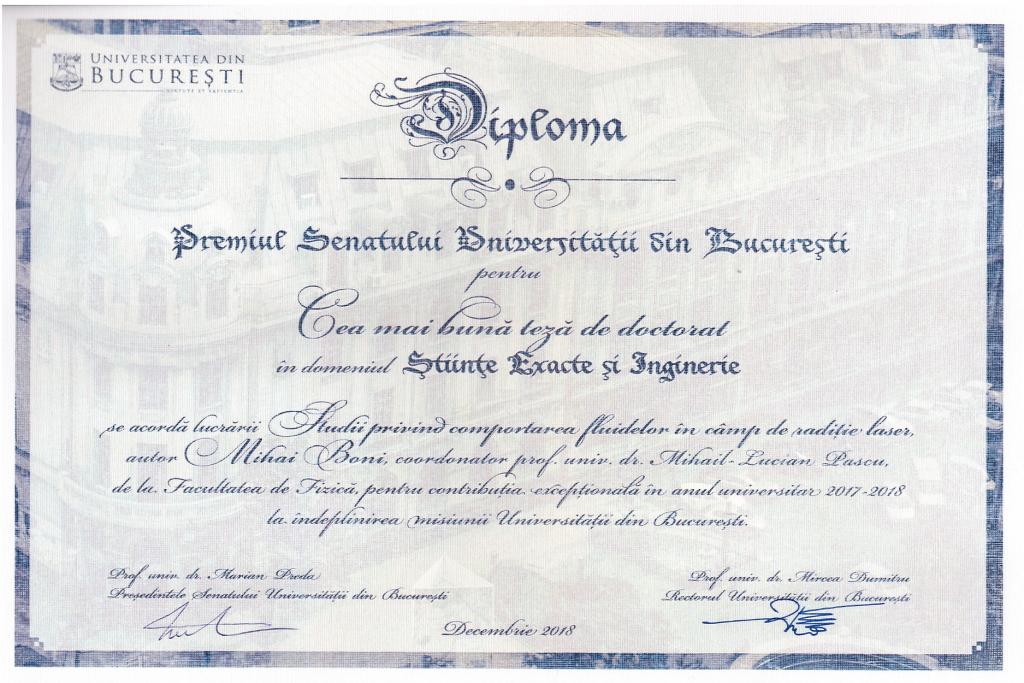 UNIVERSITATEA DIN
BUCUREȘTI
VIRTUTE ET SAPIENTIA
Diploma
Premiul Senatului Universității din București
pentru
Cea mai bună teză de doctorat
în domeniul Științe Exacte și Inginerie
se acordă lucrării Studii privind comportarea fluidelor în câmp de radiție laser,
autor Mihai Boni, coordonator prof. univ. dr. Mihail-Lucian Pascu,
de la Facultatea de Fizică, pentru contribuția excepțională în anul universitar 2017-2018
la îndeplinirea misiunii Universității din București.
Prof. univ. dr. Marian Preda
Președintele Senatului Universității din București
Prof. univ. dr. Mircea Dumitru
Rectorul Universității din București
Decembrie 2018